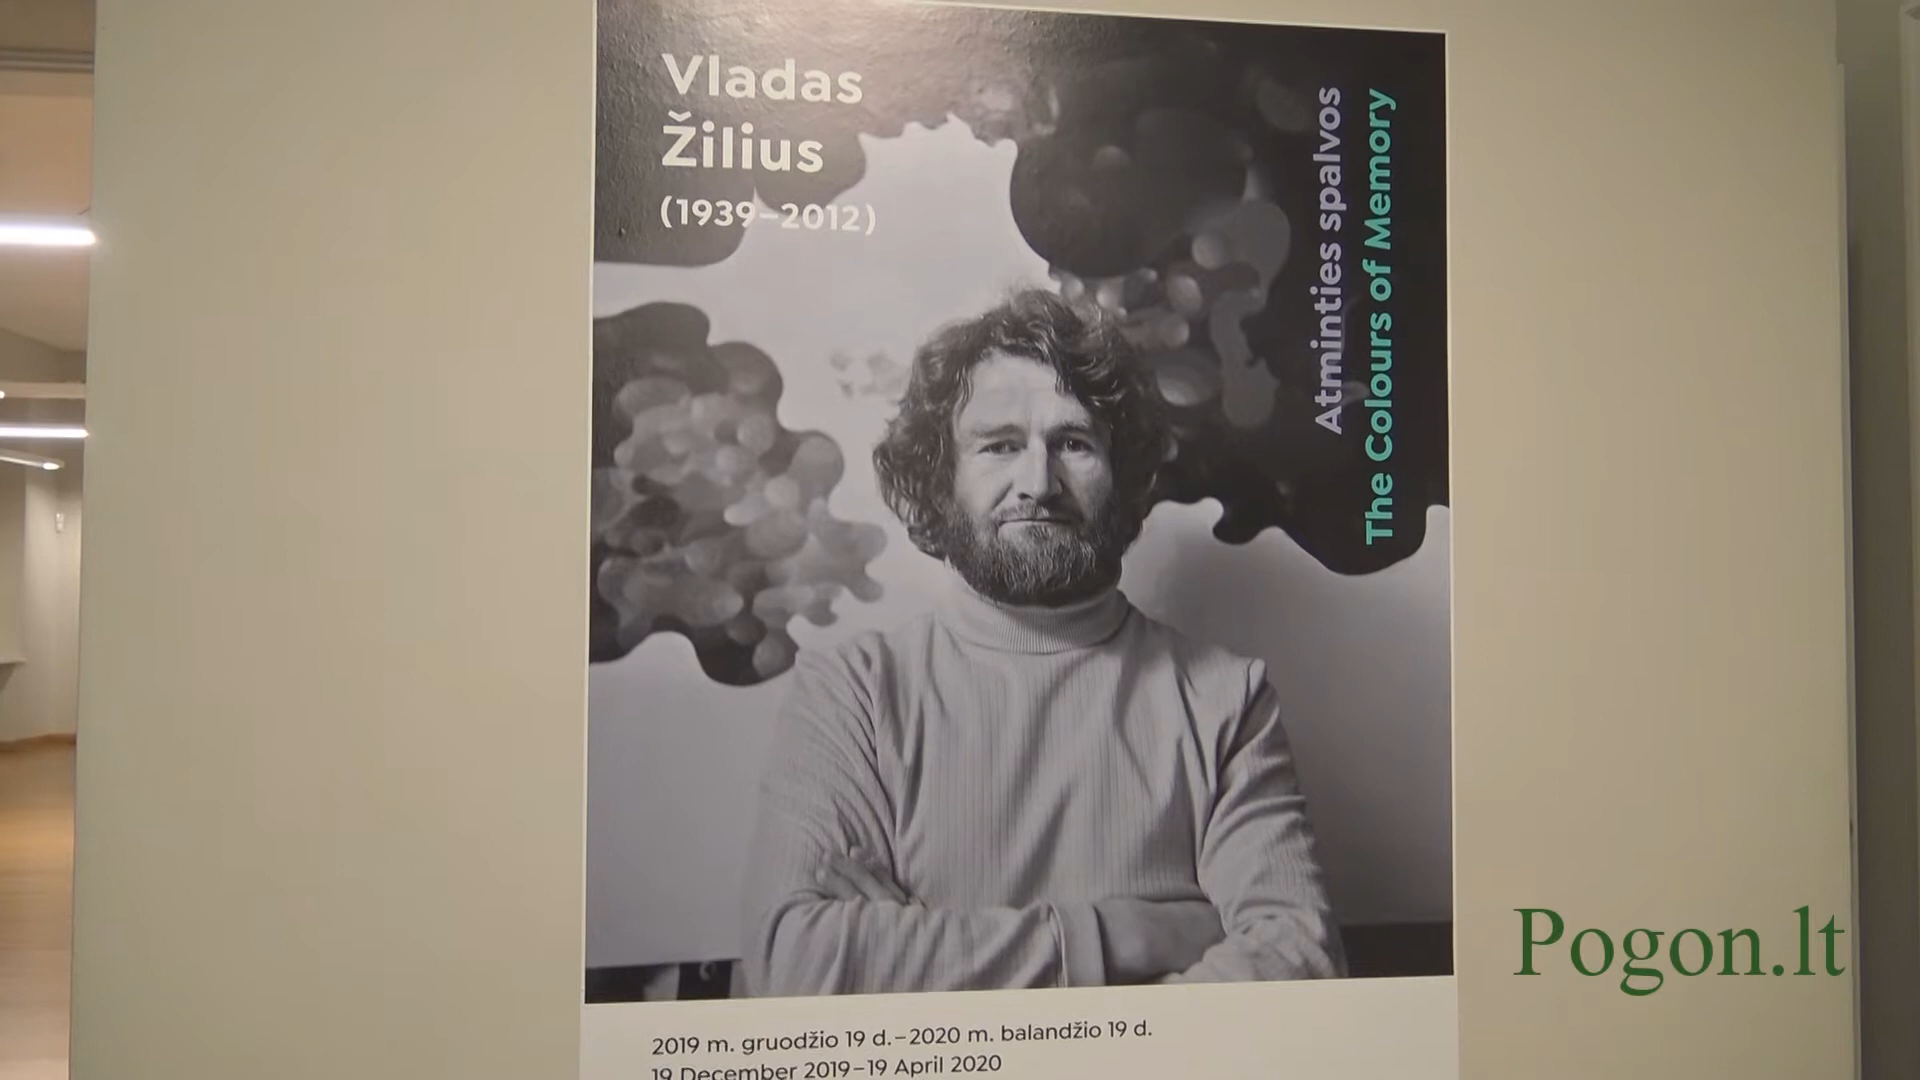 Vladas
Žilius
(1939–2012)
Atminties spalvos
The Colours of Memory
2019 m. gruodžio 19 d.–2020 m. balandžio 19 d.
19 December 2019–19 April 2020
Pogon.lt